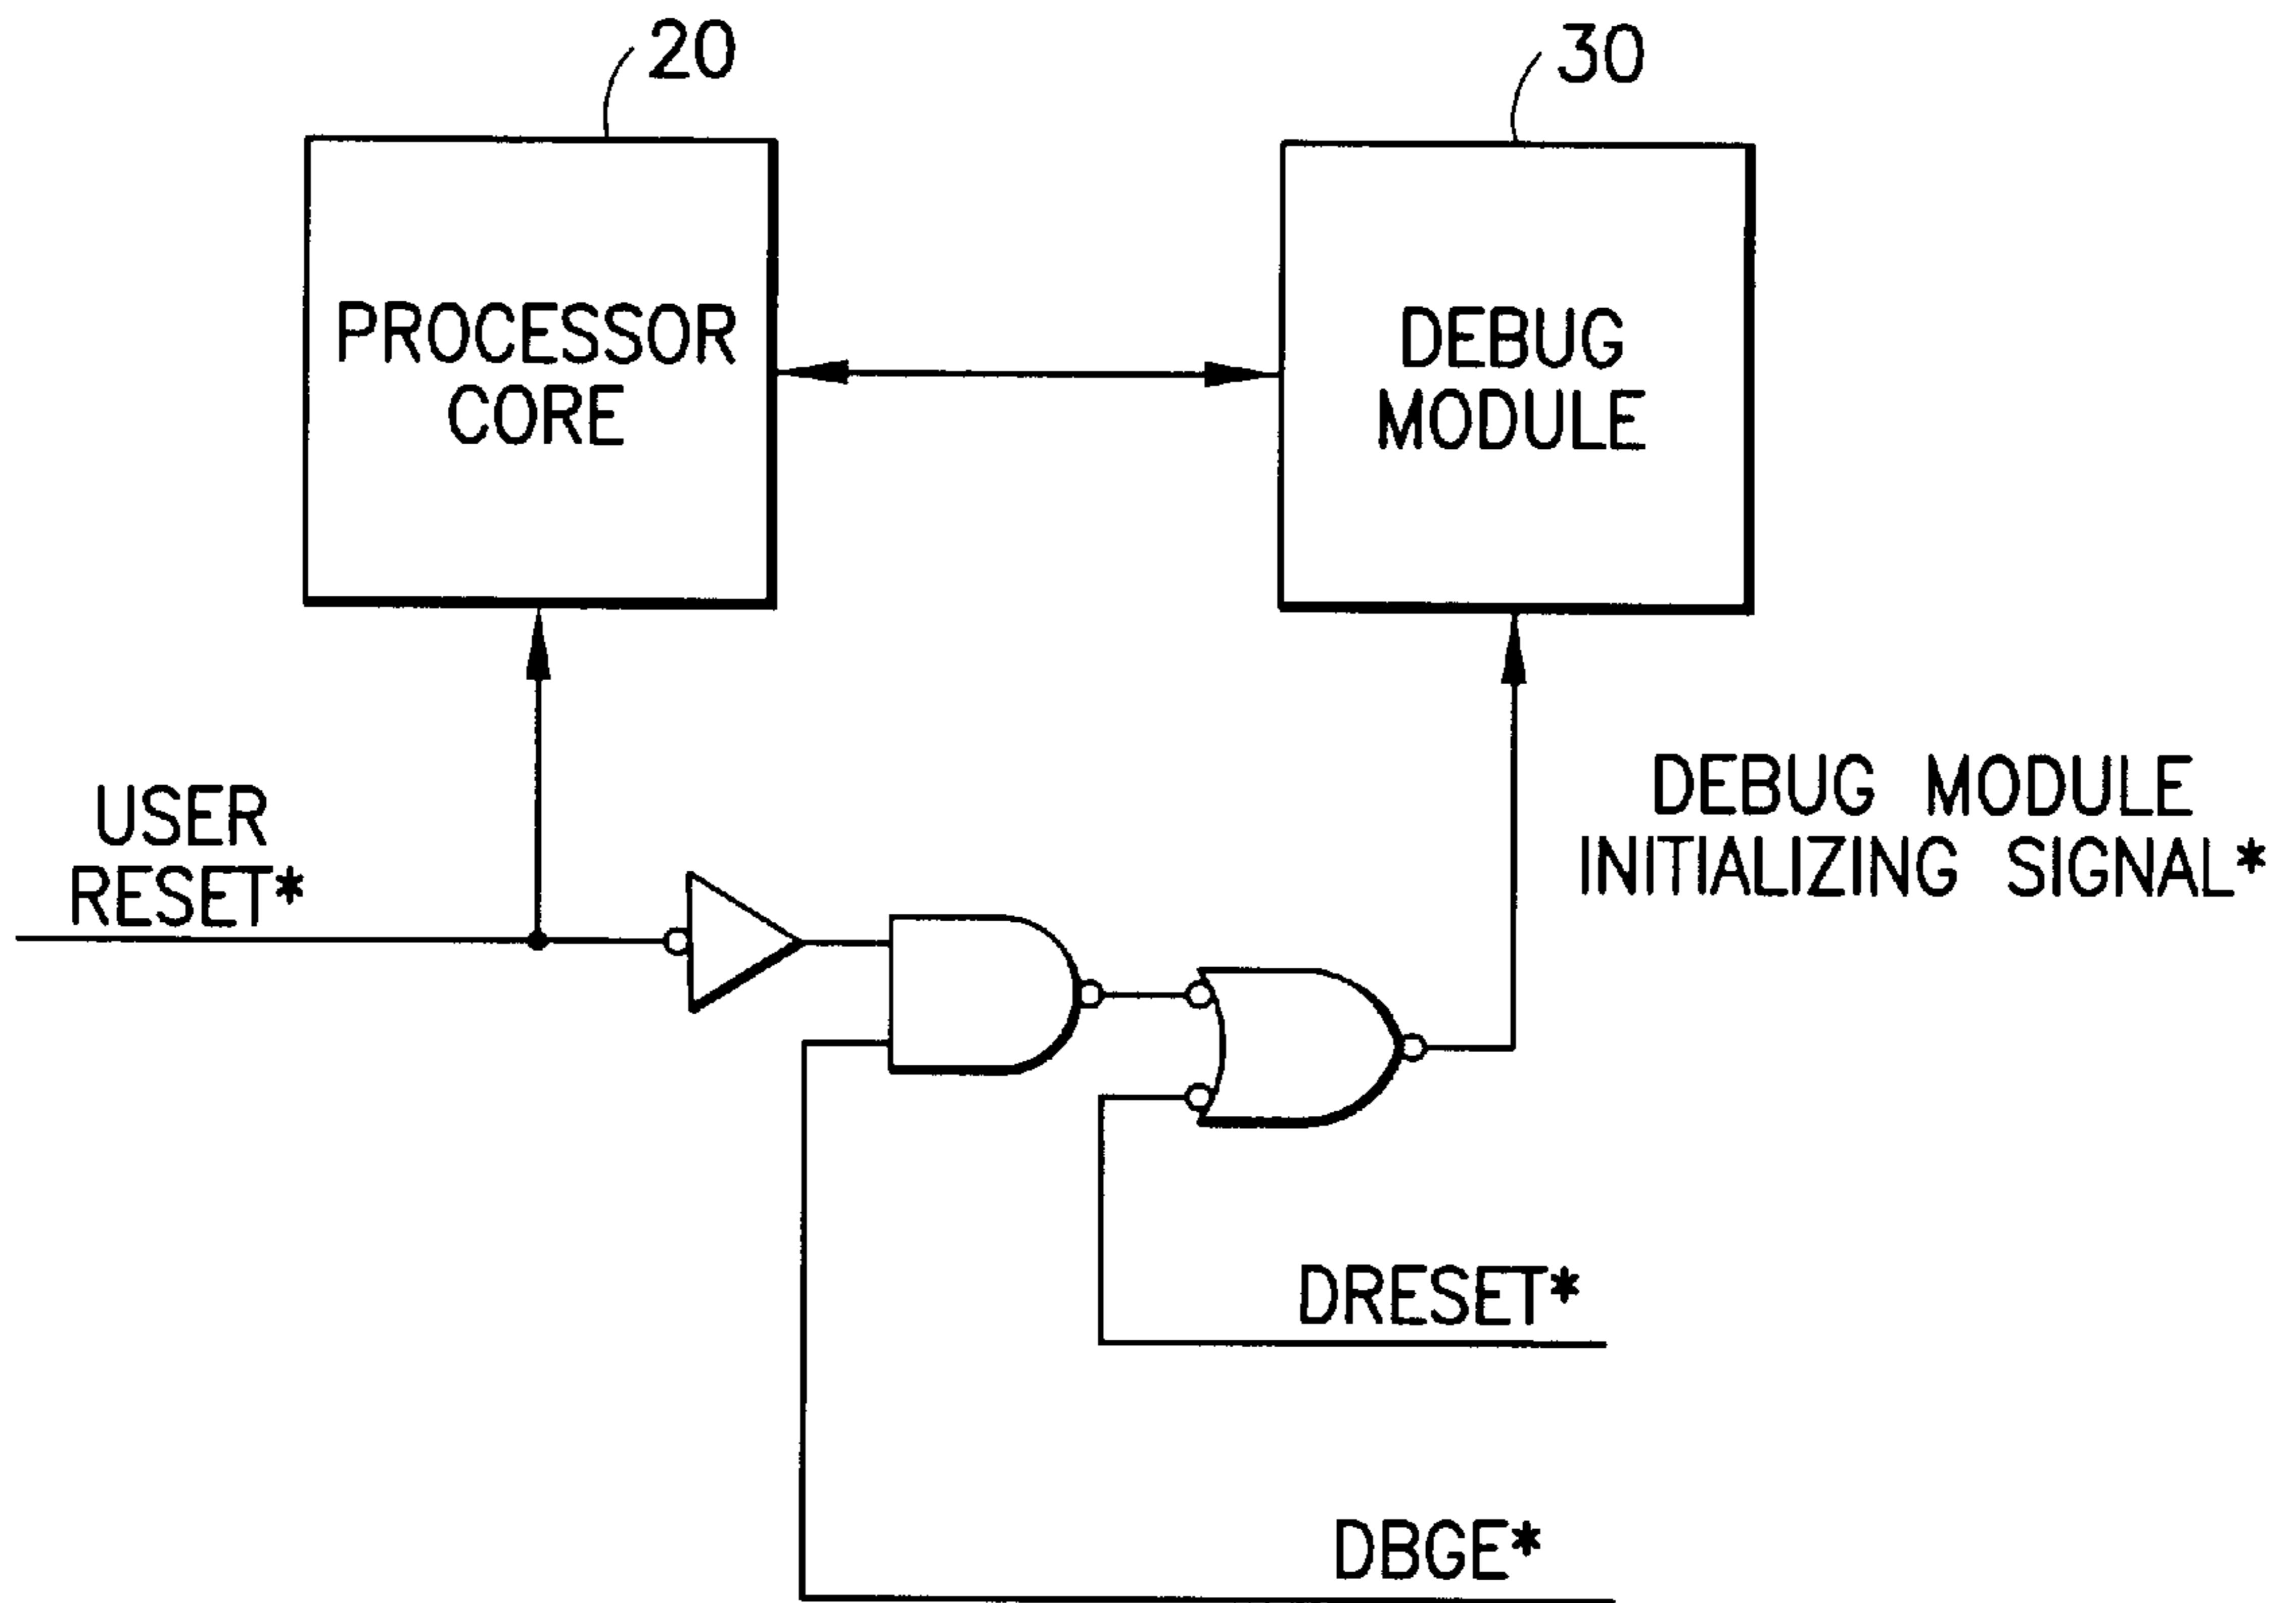 20
30
PROCESSOR
CORE
DEBUG
MODULE
USER
RESET*
DEBUG MODULE
INITIALIZING SIGNAL*
DRESET*
DBGE*